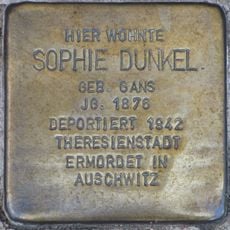 HIER WOHNTE
SOPHIE DUNKEL
GEB. GANS
JG. 1876
DEPORTIERT 1942
THERESIENSTADT
ERMORDET IN
AUSCHWITZ